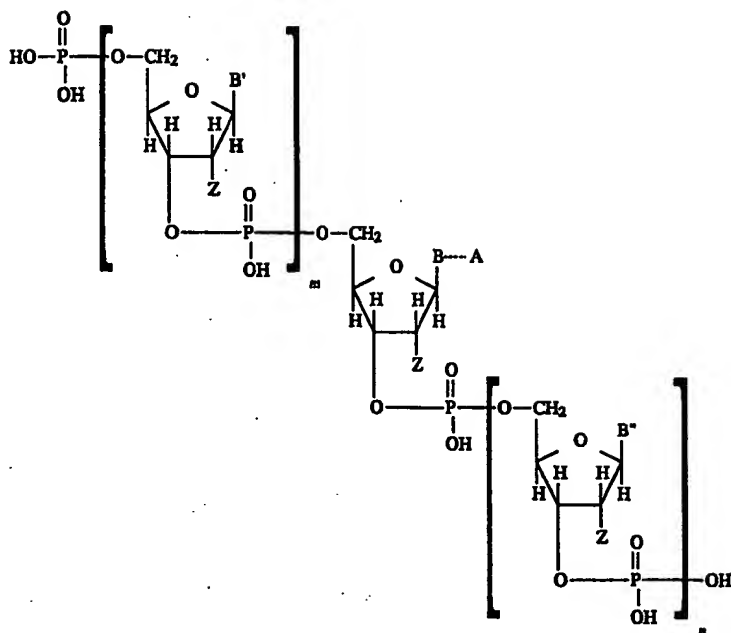 O
HO—P—O—CH₂
OH
B'
O
H H
H H
Z
O
O—P—O—CH₂
OH
m
B----A
O
H H
H H
Z
O
O—P—O—CH₂
OH
B"
O
H H
H H
Z
O
O—P—OH
OH
n